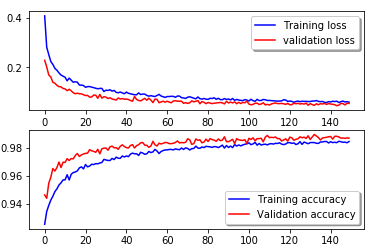 0.4
Training loss
validation loss
0.2
0 20 40 60 80 100 120 140
0.98
0.96
0.94
Training accuracy
Validation accuracy
0 20 40 60 80 100 120 140